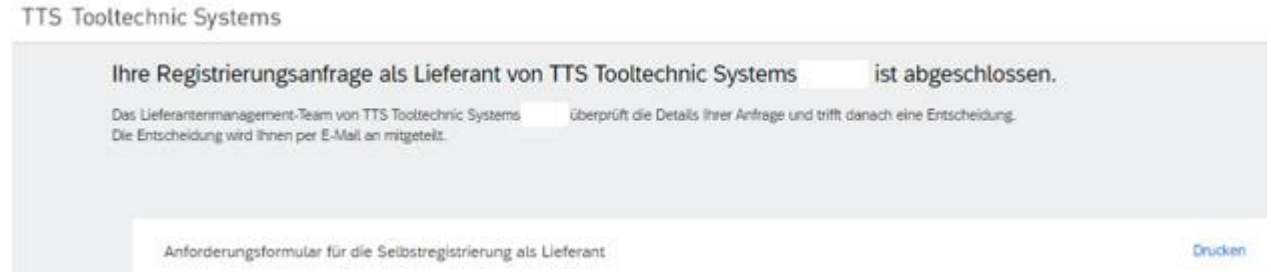 TTS Tooltechnic Systems
Ihre Registrierungsanfrage als Lieferant von TTS Tooltechnic Systems ist abgeschlossen.
Das Lieferantenmanagement-Team von TTS Tooltechnic Systems überprüft die Details Ihrer Anfrage und trifft danach eine Entscheidung.
Die Entscheidung wird Ihnen per E-Mail an mitgeteilt.
Anforderungsformular für die Selbstregistrierung als Lieferant
Drucken